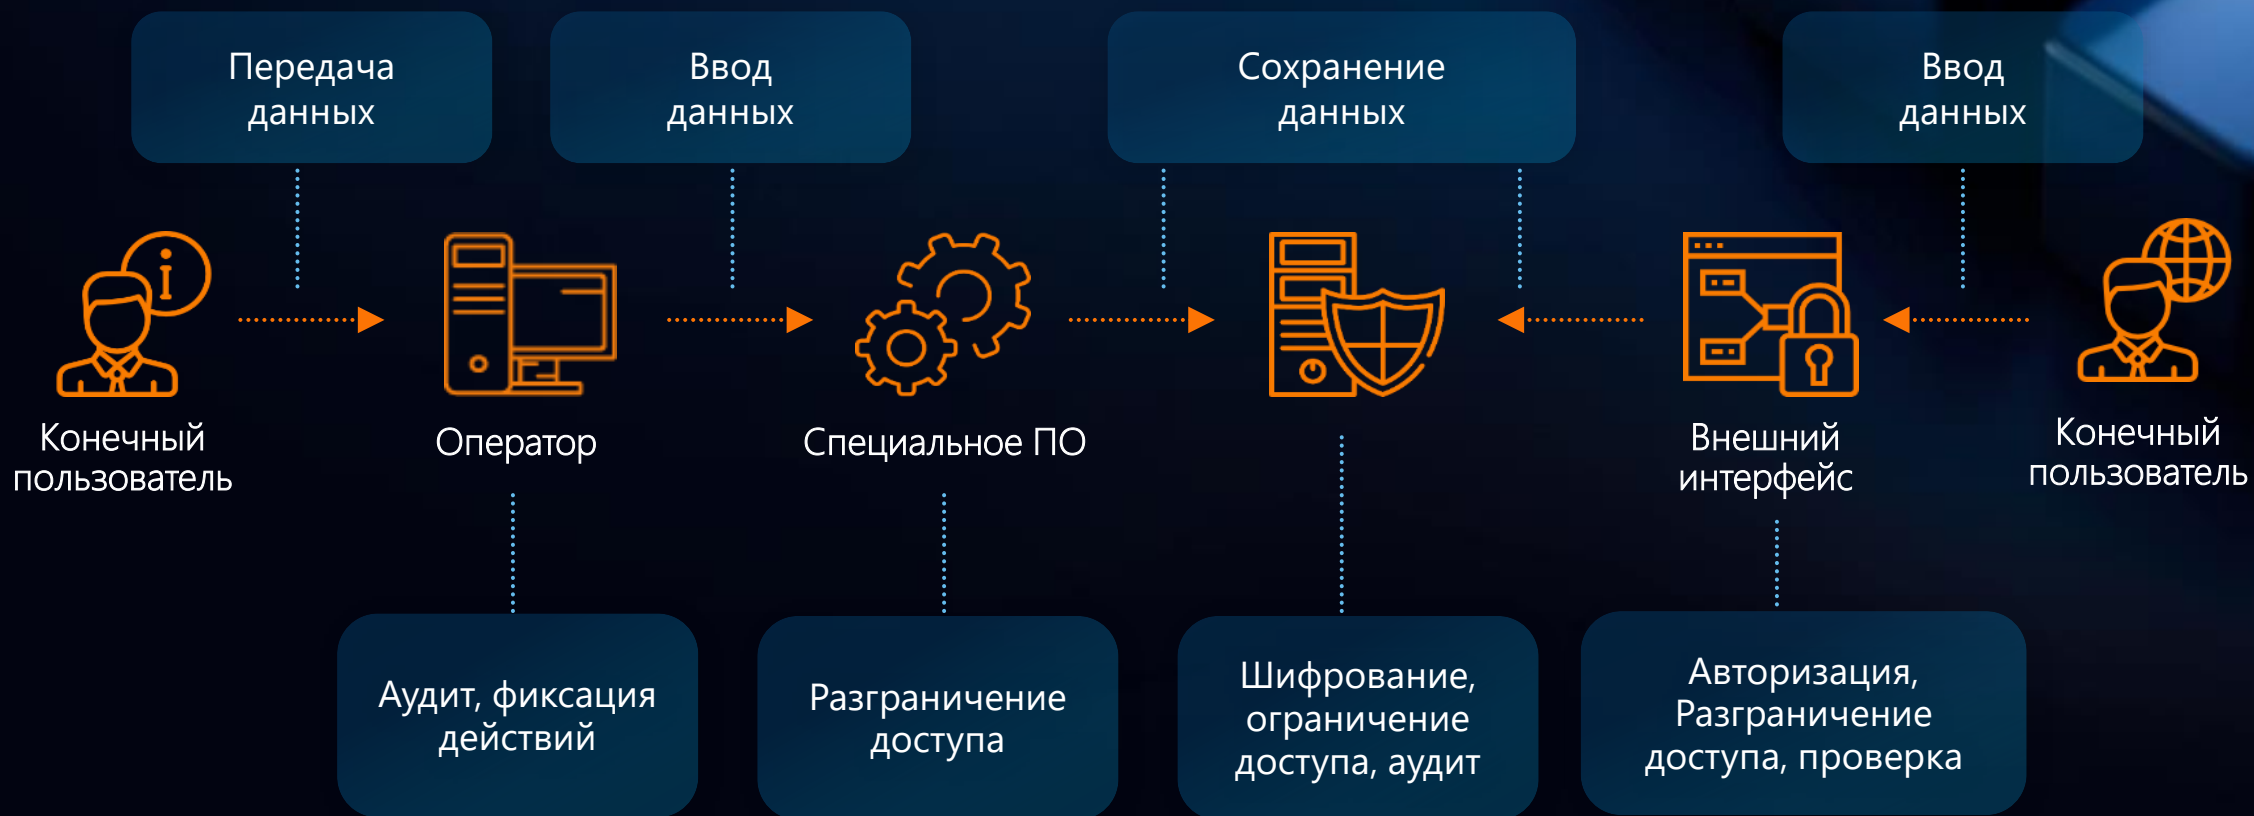 Передача
данных
Ввод
данных
Сохранение
данных
Ввод
данных
i
Конечный
пользователь
Оператор
Специальное ПО
Внешний
интерфейс
Конечный
пользователь
Аудит, фиксация
действий
Разграничение
доступа
Шифрование,
ограничение
доступа, аудит
Авторизация,
Разграничение
доступа, проверка